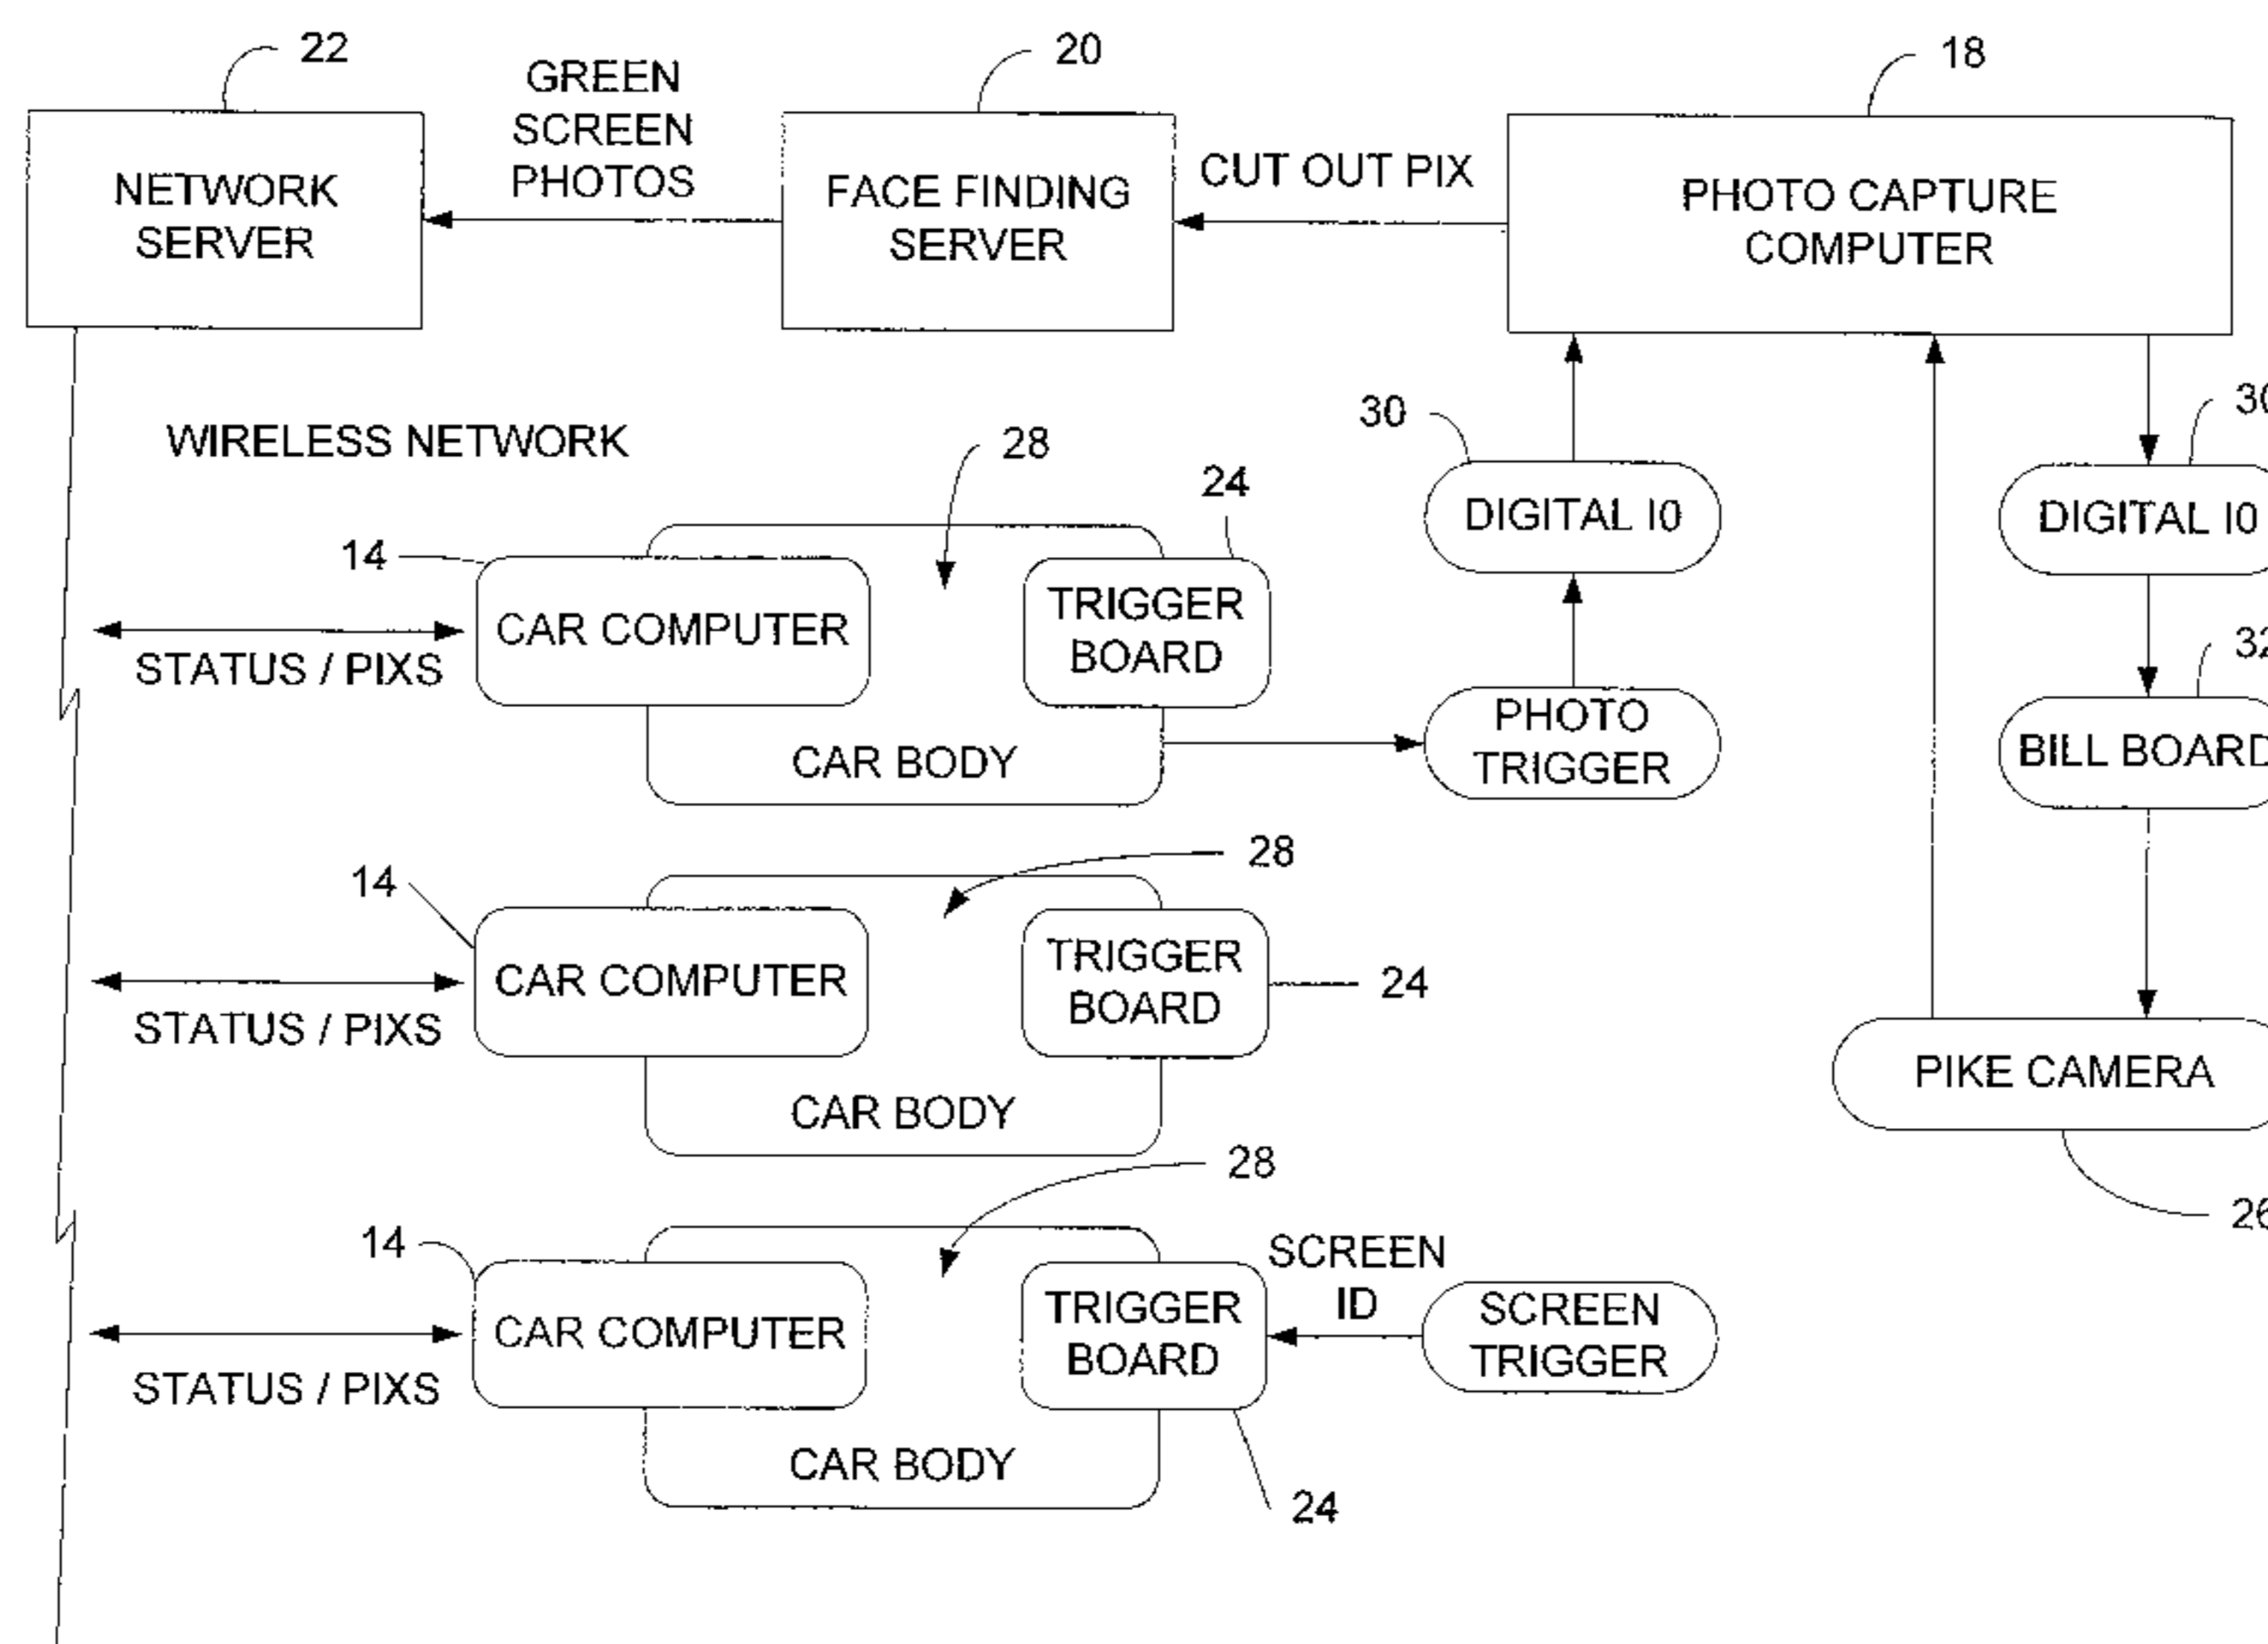 22
GREEN
SCREEN
PHOTOS
20
CUT OUT PIX
18
NETWORK
SERVER
FACE FINDING
SERVER
PHOTO CAPTURE
COMPUTER
WIRELESS NETWORK
28
24
30
30
14
CAR COMPUTER
TRIGGER
BOARD
DIGITAL I0
DIGITAL I0
STATUS / PIXS
CAR BODY
PHOTO
TRIGGER
32
BILL BOARD
14
28
CAR COMPUTER
TRIGGER
BOARD
24
STATUS / PIXS
CAR BODY
PIKE CAMERA
26
14
28
CAR COMPUTER
TRIGGER
BOARD
SCREEN
ID
SCREEN
TRIGGER
STATUS / PIXS
CAR BODY
24